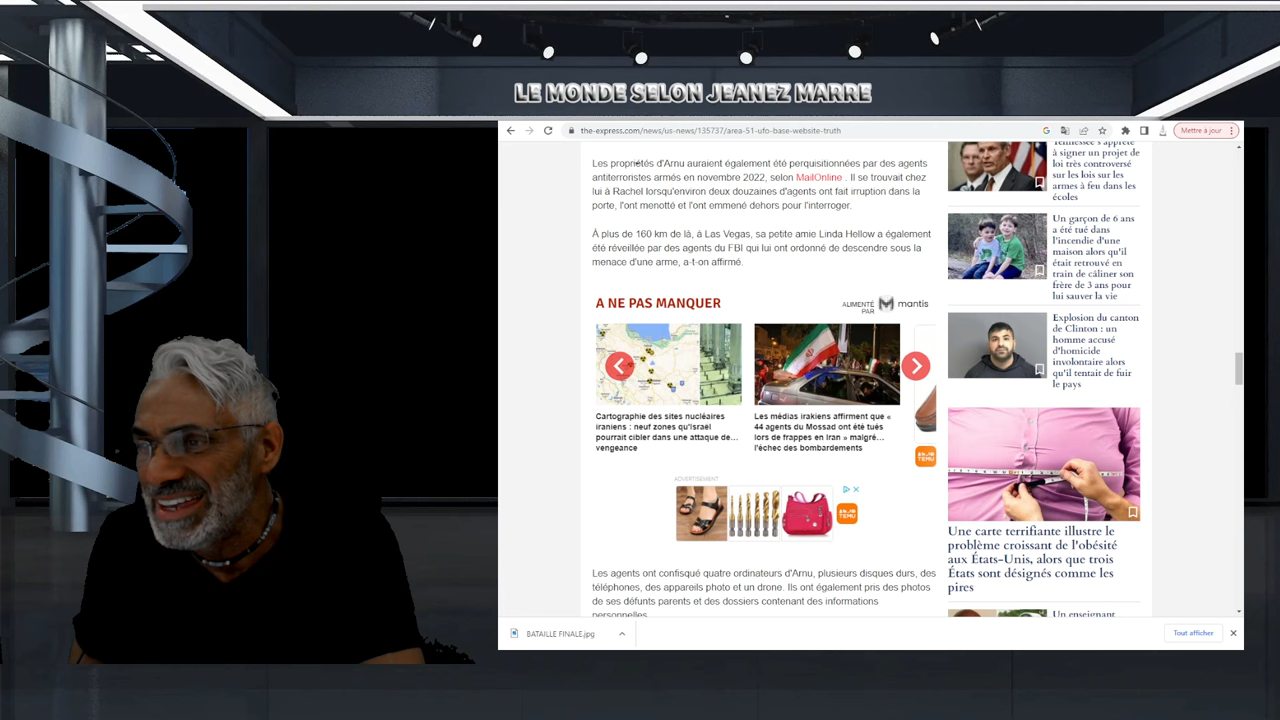 LE MONDE SELON JEANEZ MARRE
the-express.com/news/us-news/135737/area-51-ufo-base-website-truth
Mettre à jour
Les propriétés d'Arnu auraient également été perquisitionnées par des agents
antiterroristes armés en novembre 2022, selon MailOnline . Il se trouvait chez
lui à Rachel lorsqu'environ deux douzaines d'agents ont fait irruption dans la
porte, l'ont menotté et l'ont emmené dehors pour l'interroger.
À plus de 160 km de là, à Las Vegas, sa petite amie Linda Hellow a également
été réveillée par des agents du FBI qui lui ont ordonné de descendre sous la
menace d'une arme, a-t-on affirmé.
A NE PAS MANQUER
ALIMENTÉ
PAR
mantis
Cartographie des sites nucléaires
iraniens : neuf zones qu'Israël
pourrait cibler dans une attaque de...
vengeance
Les médias irakiens affirment que «
44 agents du Mossad ont été tués
lors de frappes en Iran » malgré...
l'échec des bombardements
TEMU
ADVERTISEMENT
TEMU
Les agents ont confisqué quatre ordinateurs d'Arnu, plusieurs disques durs, des
téléphones, des appareils photo et un drone. Ils ont également pris des photos
de ses défunts parents et des dossiers contenant des informations
personnelles.
Tennessee s'apprête
à signer un projet de
loi très controversé
sur les lois sur les
armes à feu dans les
écoles
Un garçon de 6 ans
a été tué dans
l'incendie d'une
maison alors qu'il
était retrouvé en
train de câliner son
frère de 3 ans pour
lui sauver la vie
Explosion du canton
de Clinton : un
homme accusé
d'homicide
involontaire alors
qu'il tentait de fuir
le pays
Une carte terrifiante illustre le
problème croissant de l'obésité
aux États-Unis, alors que trois
États sont désignés comme les
pires
Un enseignant
BATAILLE FINALE.jpg
Tout afficher